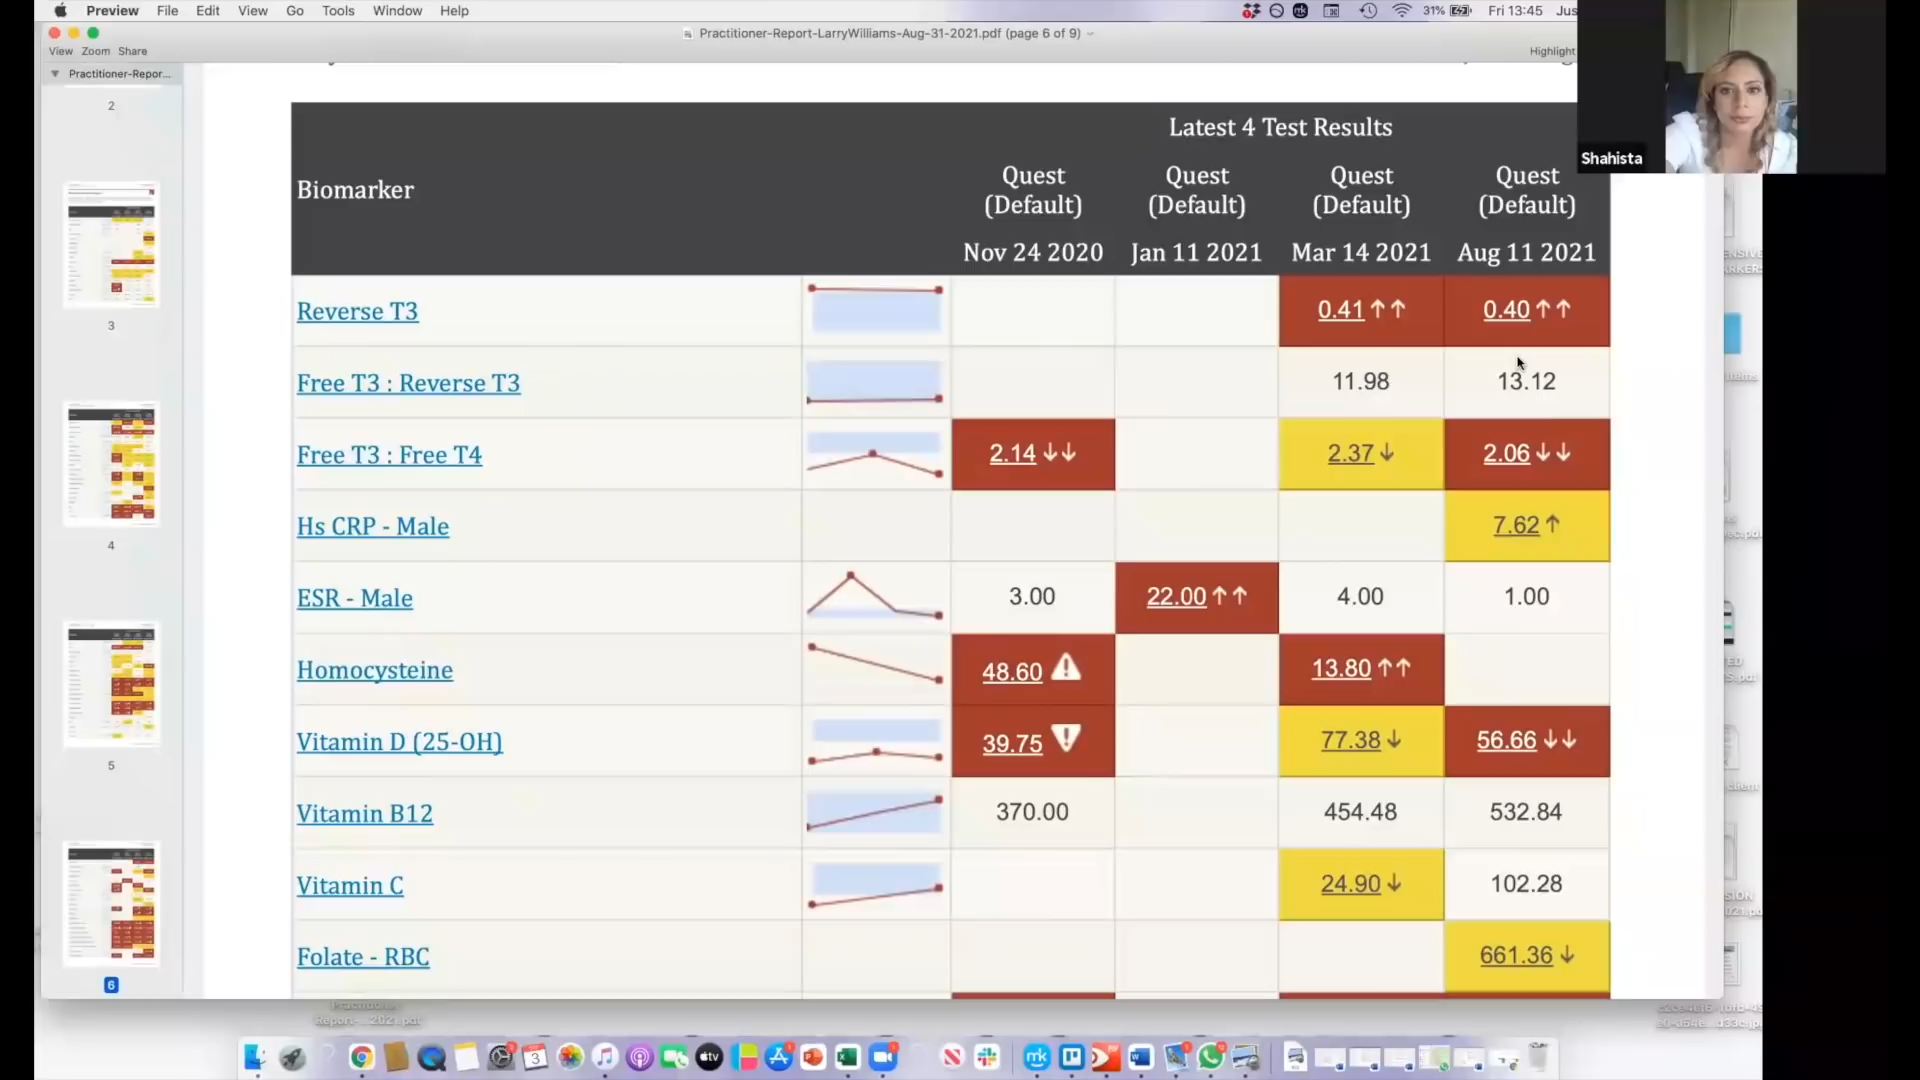 Preview File Edit View Go Tools Window Help
31% Fri 13:45 Jus
Practitioner-Report-LarryWilliams-Aug-31-2021.pdf (page 6 of 9)
View Zoom Share
Highlight
Practitioner-Repor...
2
3
4
5
6
Shahista
Latest 4 Test Results
Biomarker
Quest (Default) Quest (Default) Quest (Default) Quest (Default)
Nov 24 2020 Jan 11 2021 Mar 14 2021 Aug 11 2021
Reverse T3 0.41 ↑↑ 0.40 ↑↑
Free T3 : Reverse T3 11.98 13.12
Free T3 : Free T4 2.14 ↓↓ 2.37 ↓ 2.06 ↓↓
Hs CRP - Male 7.62 ↑
ESR - Male 3.00 22.00 ↑↑ 4.00 1.00
Homocysteine 48.60 13.80 ↑↑
Vitamin D (25-OH) 39.75 77.38 ↓ 56.66 ↓↓
Vitamin B12 370.00 454.48 532.84
Vitamin C 24.90 ↓ 102.28
Folate - RBC 661.36 ↓